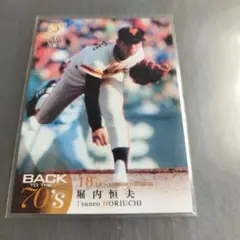 BACK
TO THE
70's
18
堀内恒夫
Tsuneo HORIUCHI